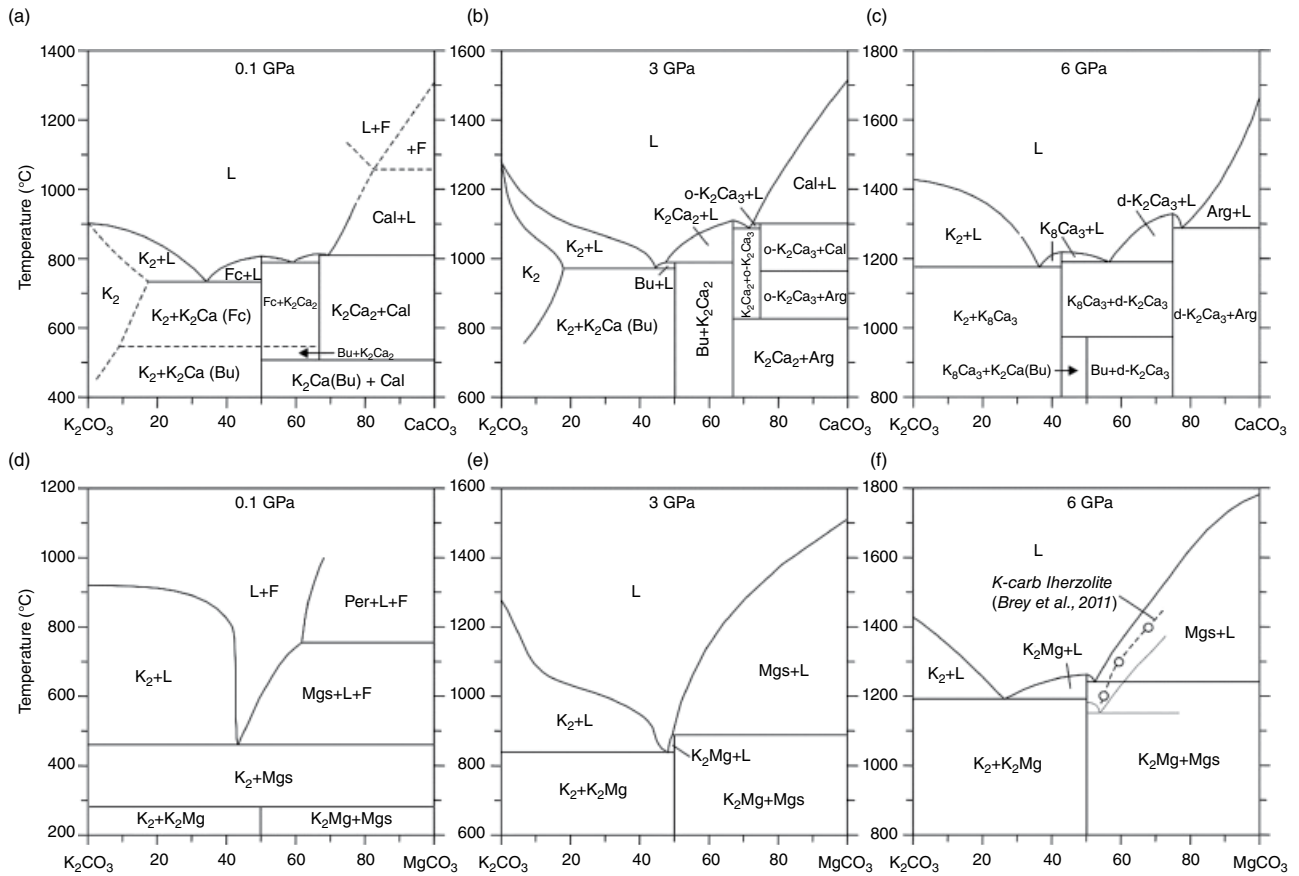 (a)
0.1 GPa
1400
1200
1000
800
600
400
Temperature (°C)
L
L+F
+F
Cal+L
K₂+L
K₂
Fc+L
K₂+K₂Ca (Fc)
Fc+K₂Ca₂
K₂Ca₂+Cal
Bu+K₂Ca₂
K₂+K₂Ca (Bu)
K₂Ca(Bu) + Cal
K₂CO₃
20
40
60
CaCO₃
(b)
3 GPa
1600
1400
1200
1000
800
600
L
o-K₂Ca₃+L
Cal+L
K₂Ca₂+L
K₂+L
K₂
Bu+L
K₂Ca₂+o-K₂Ca₃
o-K₂Ca₃+Cal
o-K₂Ca₃+Arg
K₂+K₂Ca (Bu)
Bu+K₂Ca₂
K₂Ca₂+Arg
K₂CO₃
20
40
60
CaCO₃
(c)
6 GPa
1800
1600
1400
1200
1000
800
L
d-K₂Ca₃+L
Arg+L
K₈Ca₃+L
K₂+L
K₂+K₈Ca₃
K₈Ca₃+d-K₂Ca₃
d-K₂Ca₃+Arg
K₈Ca₃+K₂Ca(Bu)
Bu+d-K₂Ca₃
K₂CO₃
20
40
60
80
CaCO₃
(d)
0.1 GPa
1200
1000
800
600
400
200
Temperature (°C)
L+F
Per+L+F
K₂+L
Mgs+L+F
K₂+Mgs
K₂+K₂Mg
K₂Mg+Mgs
K₂CO₃
20
40
60
80
MgCO₃
(e)
3 GPa
1600
1400
1200
1000
800
600
L
Mgs+L
K₂+L
K₂Mg+L
K₂+K₂Mg
K₂Mg+Mgs
K₂CO₃
20
40
60
80
MgCO₃
(f)
6 GPa
1800
1600
1400
1200
1000
800
L
K-carb lherzolite
(Brey et al., 2011)
K₂Mg+L
Mgs+L
K₂+L
K₂+K₂Mg
K₂Mg+Mgs
K₂CO₃
20
40
60
80
MgCO₃